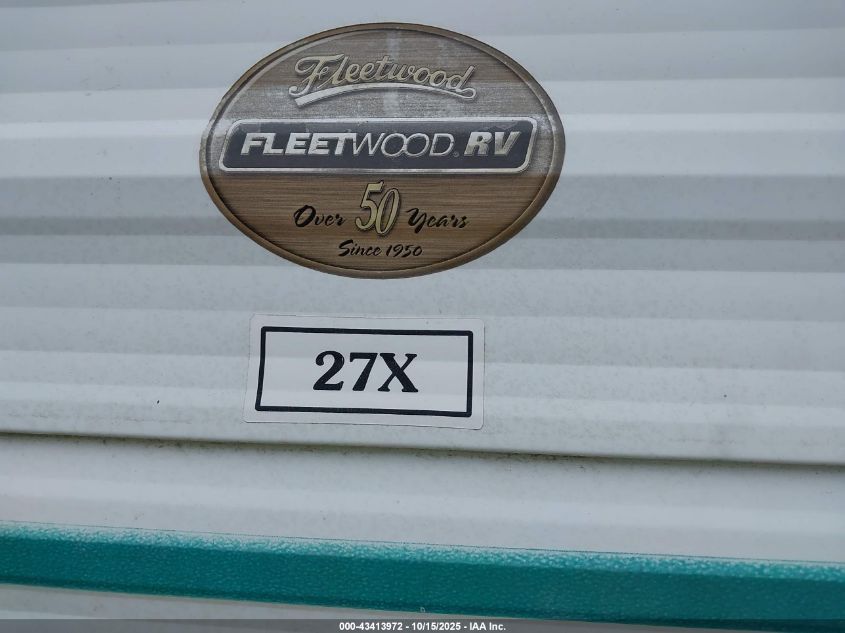 Fleetwood
FLEETWOOD® RV
Over 50 Years
Since 1950
27X
000-43413972 - 10/15/2025 - IAA Inc.